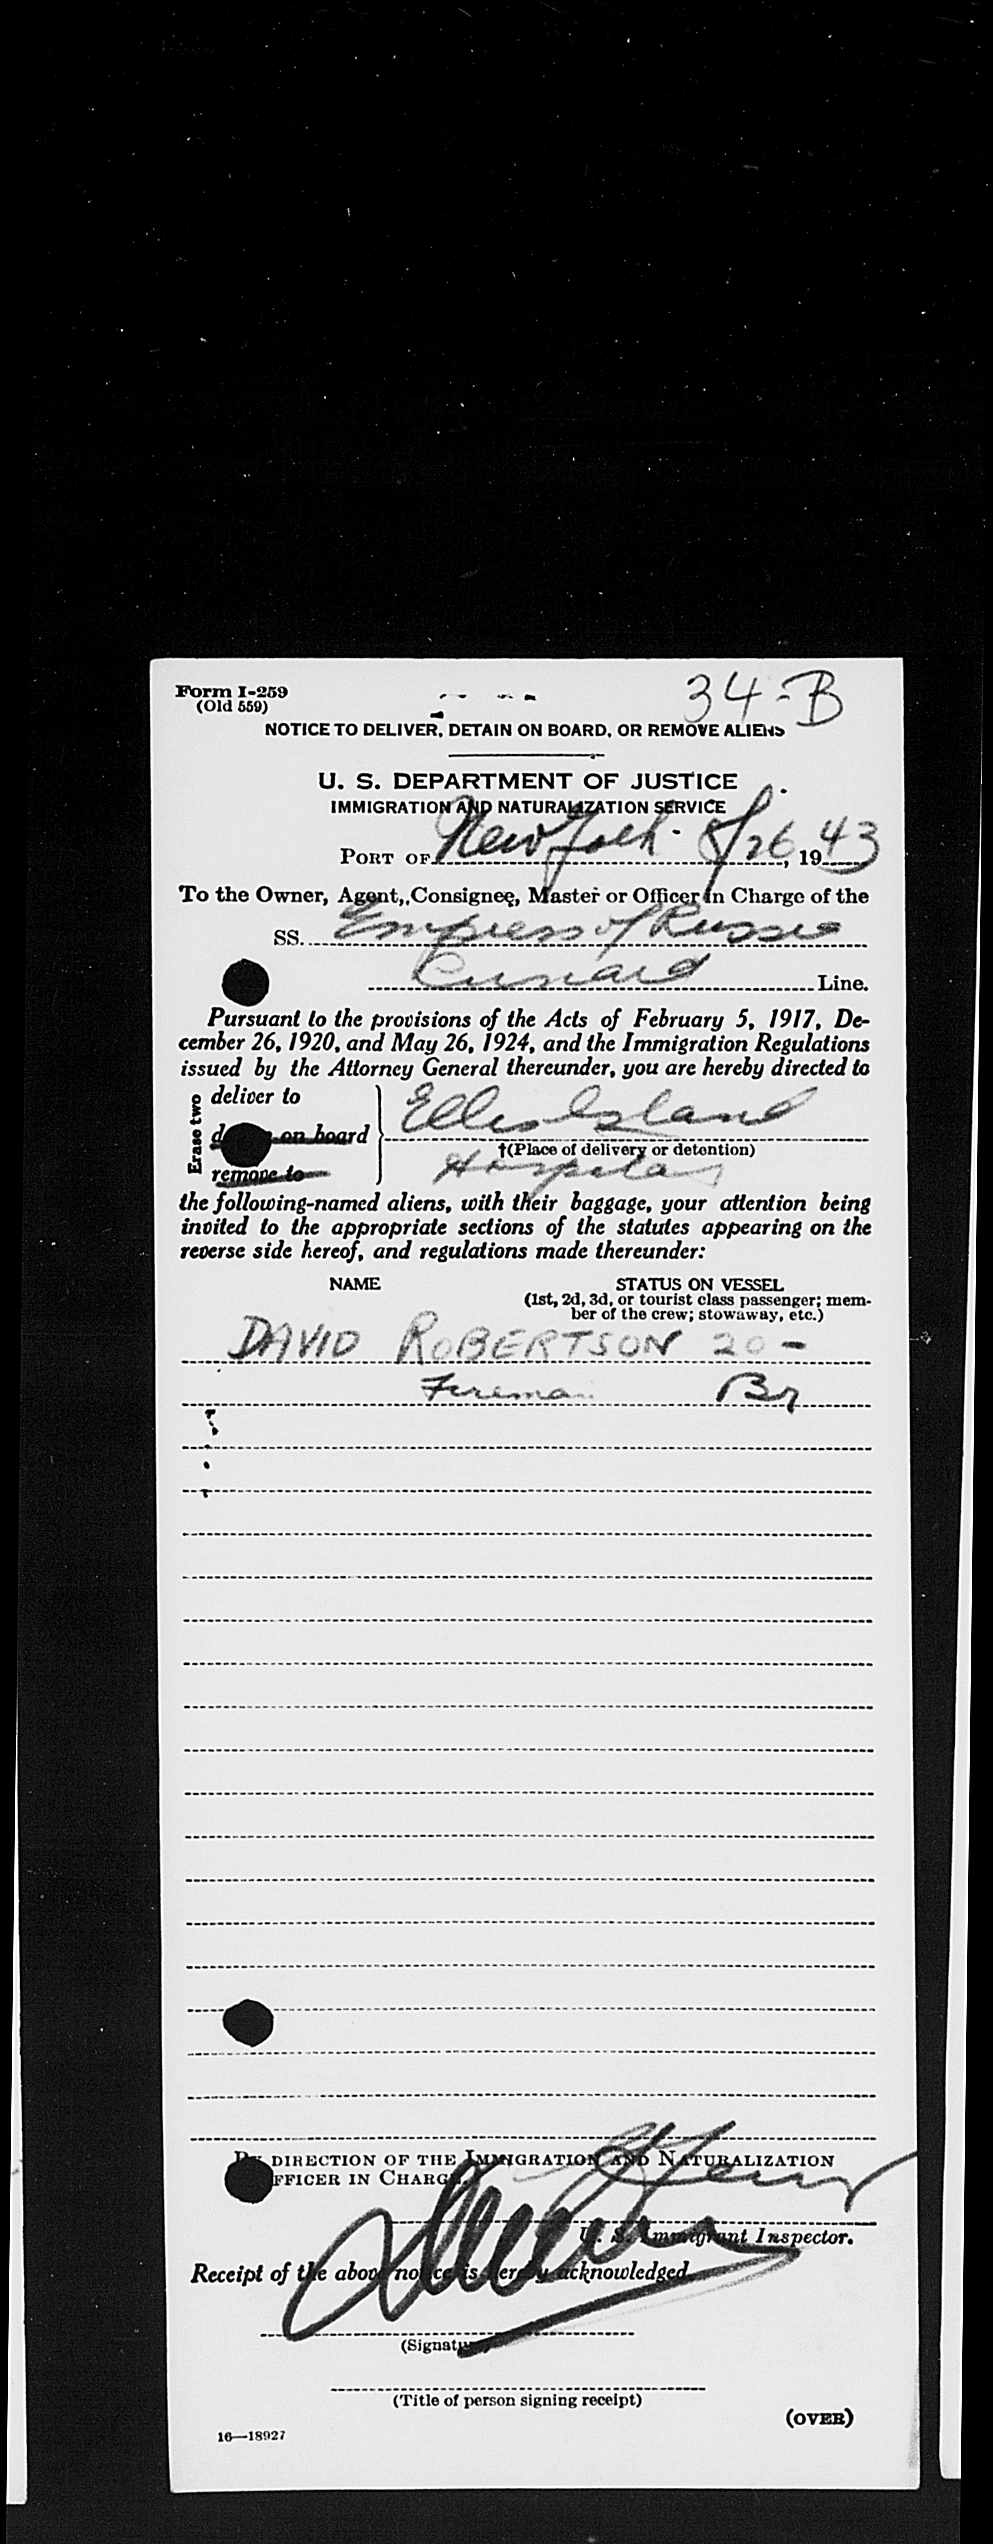 Form I-259
(Old 559)
34-B
NOTICE TO DELIVER, DETAIN ON BOARD, OR REMOVE ALIENS
U. S. DEPARTMENT OF JUSTICE
IMMIGRATION AND NATURALIZATION SERVICE
PORT OF New York 8/26, 1943
To the Owner, Agent, Consignee, Master or Officer in Charge of the
SS. Empress of Russia
Cunard Line.
Pursuant to the provisions of the Acts of February 5, 1917, De-
cember 26, 1920, and May 26, 1924, and the Immigration Regulations
issued by the Attorney General thereunder, you are hereby directed to
Erase two
deliver to
on board
remove to
Ellis Island
†(Place of delivery or detention)
Hospital
the following-named aliens, with their baggage, your attention being
invited to the appropriate sections of the statutes appearing on the
reverse side hereof, and regulations made thereunder:
NAME STATUS ON VESSEL
(1st, 2d, 3d, or tourist class passenger; mem-
ber of the crew; stowaway, etc.)
DAVID ROBERTSON 20 -
Fireman Br
BY DIRECTION OF THE IMMIGRATION AND NATURALIZATION
OFFICER IN CHARGE
U. S. Immigrant Inspector.
Receipt of the above notice is hereby acknowledged
(Signature)
(Title of person signing receipt)
(OVER)
16—18927